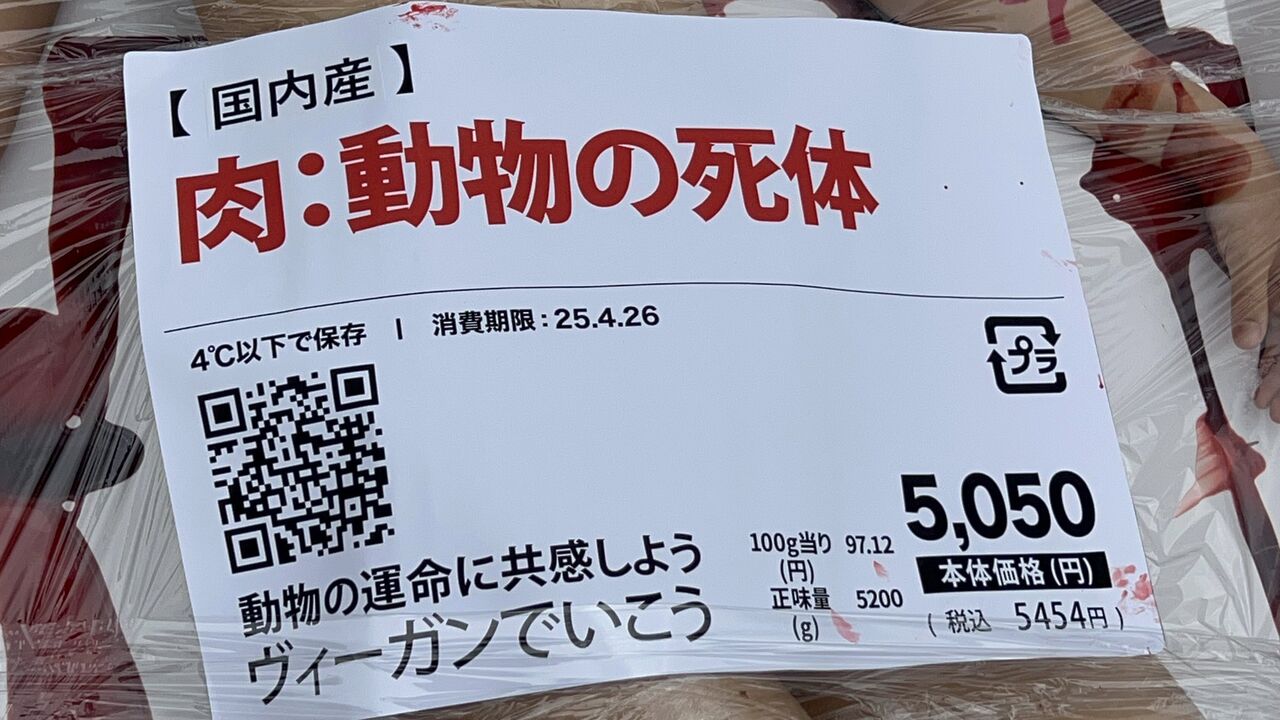 【国内産】
肉：動物の死体
4℃以下で保存 | 消費期限：25.4.26
プラ
動物の運命に共感しよう
ヴィーガンでいこう
100g当り 97.12
(円)
正味量 5200
(g)
5,050
本体価格(円)
(税込 5454円)